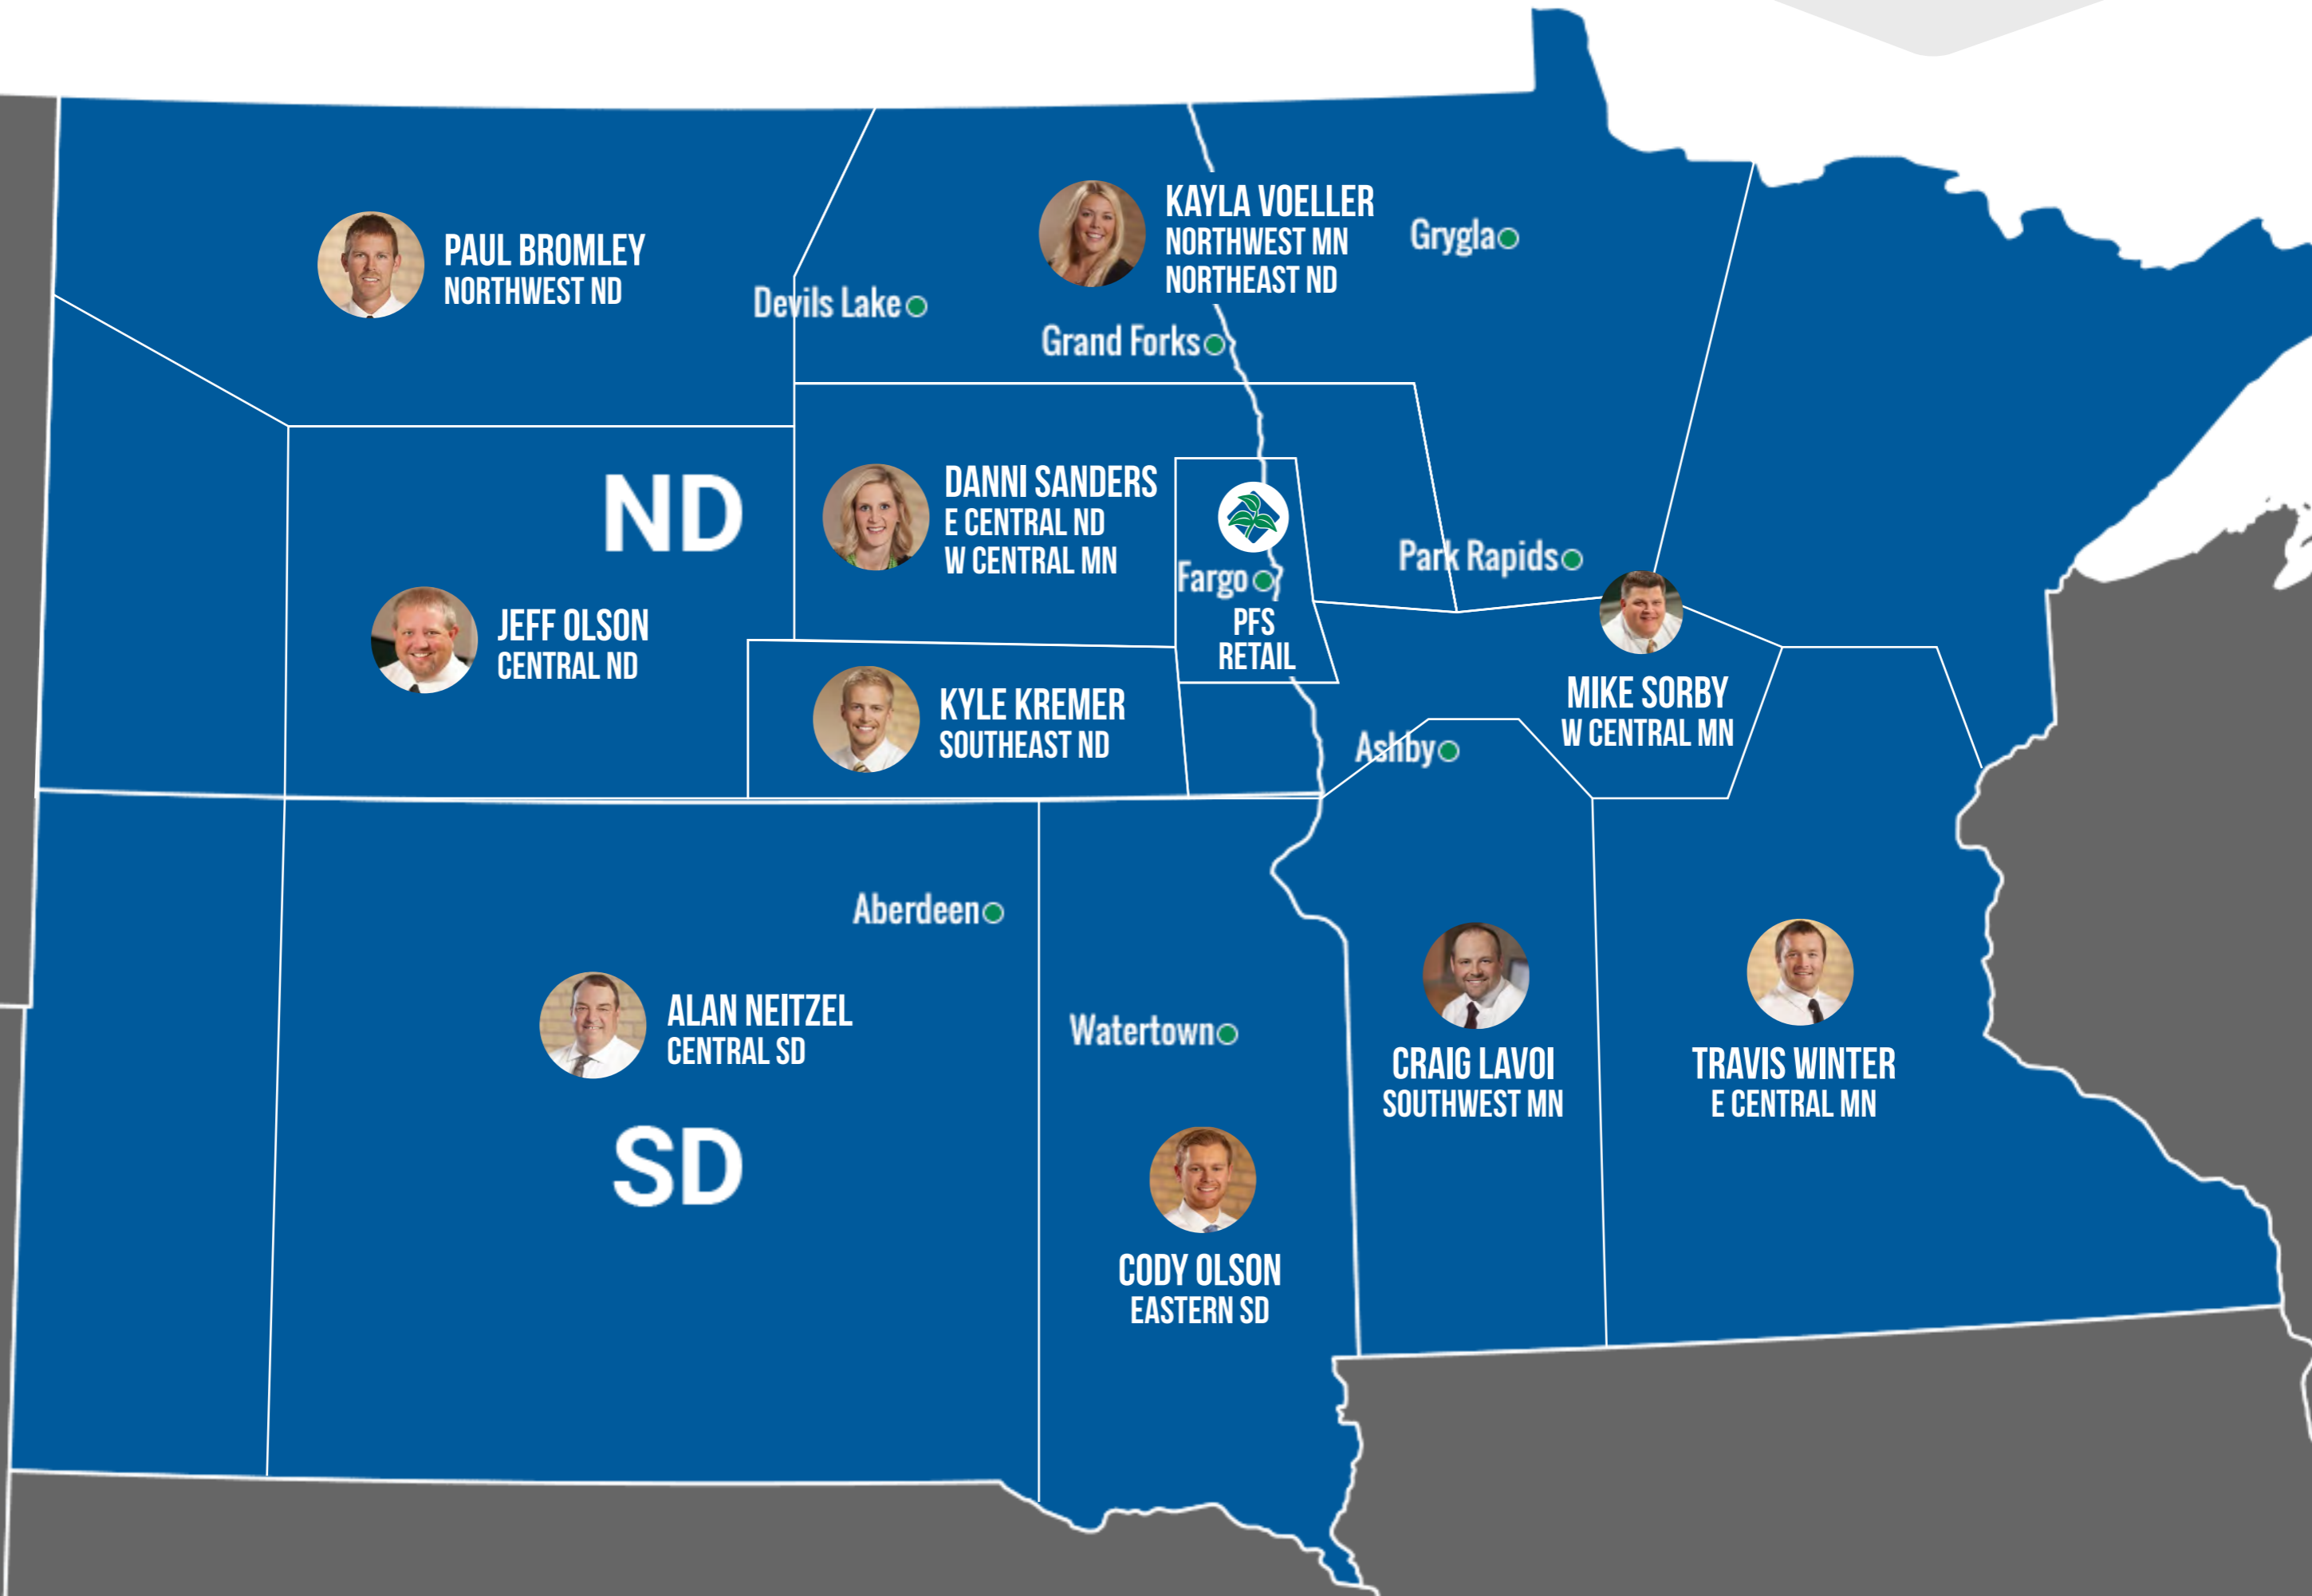 KAYLA VOELLER
NORTHWEST MN
NORTHEAST ND
Grygla
PAUL BROMLEY
NORTHWEST ND
Devils Lake
Grand Forks
ND
DANNI SANDERS
E CENTRAL ND
W CENTRAL MN
Fargo
PFS
RETAIL
Park Rapids
JEFF OLSON
CENTRAL ND
KYLE KREMER
SOUTHEAST ND
MIKE SORBY
W CENTRAL MN
Ashby
Aberdeen
ALAN NEITZEL
CENTRAL SD
Watertown
CRAIG LAVOI
SOUTHWEST MN
TRAVIS WINTER
E CENTRAL MN
SD
CODY OLSON
EASTERN SD